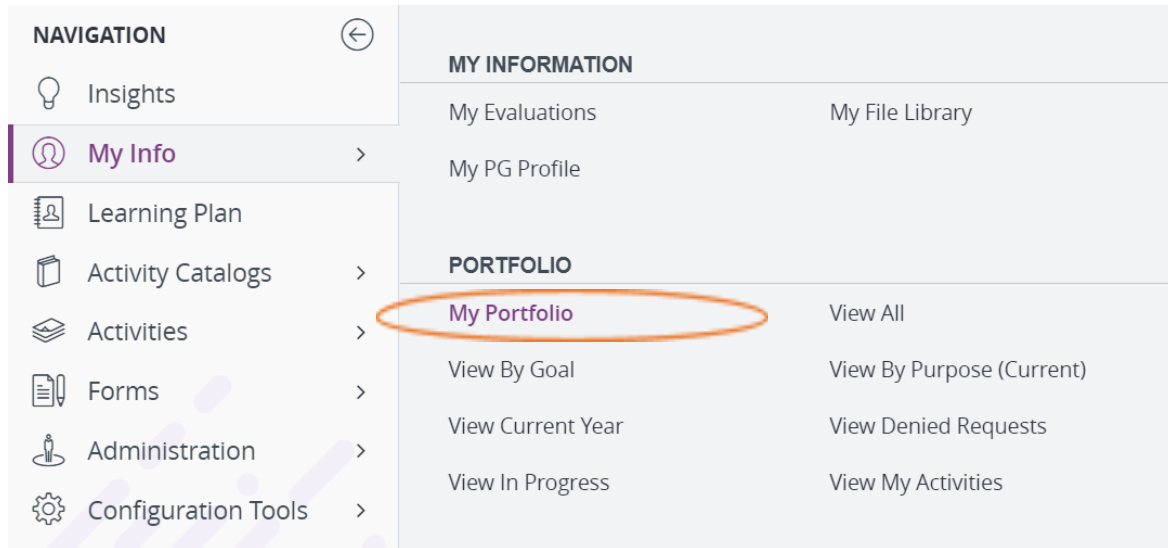 NAVIGATION
Insights
My Info
Learning Plan
Activity Catalogs
Activities
Forms
Administration
Configuration Tools
MY INFORMATION
My Evaluations
My File Library
My PG Profile
PORTFOLIO
My Portfolio
View All
View By Goal
View By Purpose (Current)
View Current Year
View Denied Requests
View In Progress
View My Activities